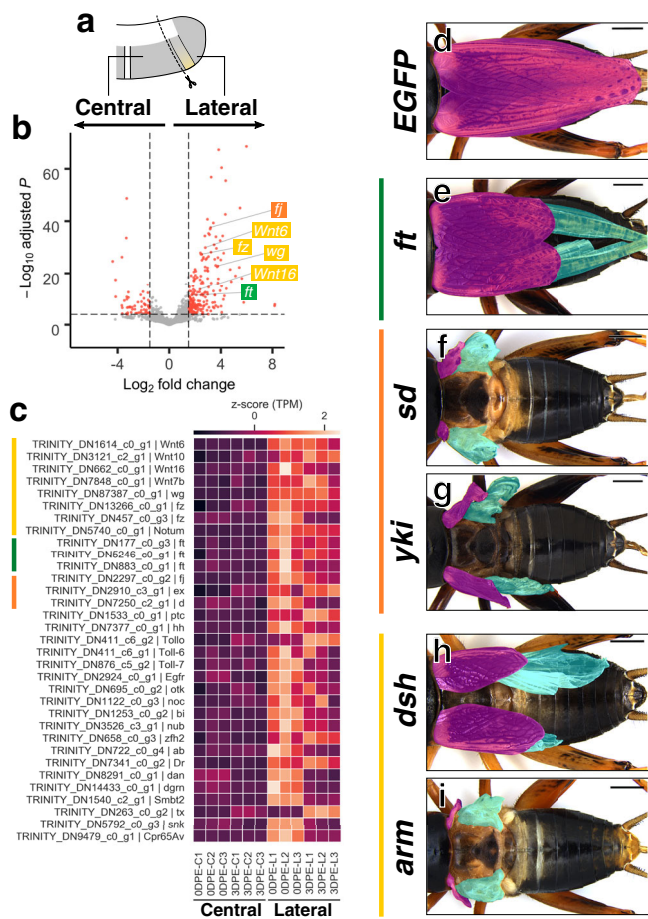 a
Central
Lateral
b
−Log10 adjusted P
60
40
20
0
fj
Wnt6
fz
wg
Wnt16
ft
-4
0
4
8
Log2 fold change
c
z-score (TPM)
0
2
TRINITY_DN1614_c0_g1 | Wnt6
TRINITY_DN3121_c2_g1 | Wnt10
TRINITY_DN662_c0_g1 | Wnt16
TRINITY_DN7848_c0_g1 | Wnt7b
TRINITY_DN87387_c0_g1 | wg
TRINITY_DN13266_c0_g1 | fz
TRINITY_DN457_c0_g3 | fz
TRINITY_DN5740_c0_g1 | Notum
TRINITY_DN177_c0_g3 | ft
TRINITY_DN6246_c0_g1 | ft
TRINITY_DN883_c0_g1 | ft
TRINITY_DN2297_c0_g2 | fj
TRINITY_DN2910_c3_g1 | ex
TRINITY_DN7250_c2_g1 | d
TRINITY_DN1533_c0_g1 | ptc
TRINITY_DN7377_c0_g1 | hh
TRINITY_DN411_c6_g2 | Tollo
TRINITY_DN411_c6_g1 | Toll-6
TRINITY_DN876_c5_g2 | Toll-7
TRINITY_DN2924_c0_g1 | Egfr
TRINITY_DN695_c0_g2 | otk
TRINITY_DN1122_c0_g3 | noc
TRINITY_DN1253_c0_g2 | bi
TRINITY_DN3526_c3_g1 | nub
TRINITY_DN658_c0_g3 | zfh2
TRINITY_DN722_c0_g4 | ab
TRINITY_DN7341_c0_g2 | Dr
TRINITY_DN8291_c0_g1 | dan
TRINITY_DN14433_c0_g1 | dgrn
TRINITY_DN1540_c2_g1 | Smbt2
TRINITY_DN263_c0_g2 | tx
TRINITY_DN5792_c0_g3 | snk
TRINITY_DN9479_c0_g1 | Cpr65Av
0DPE-C1
0DPE-C2
0DPE-C3
3DPE-C1
3DPE-C2
3DPE-C3
0DPE-L1
0DPE-L2
0DPE-L3
3DPE-L1
3DPE-L2
3DPE-L3
Central
Lateral
d
EGFP
e
ft
f
sd
g
yki
h
dsh
i
arm